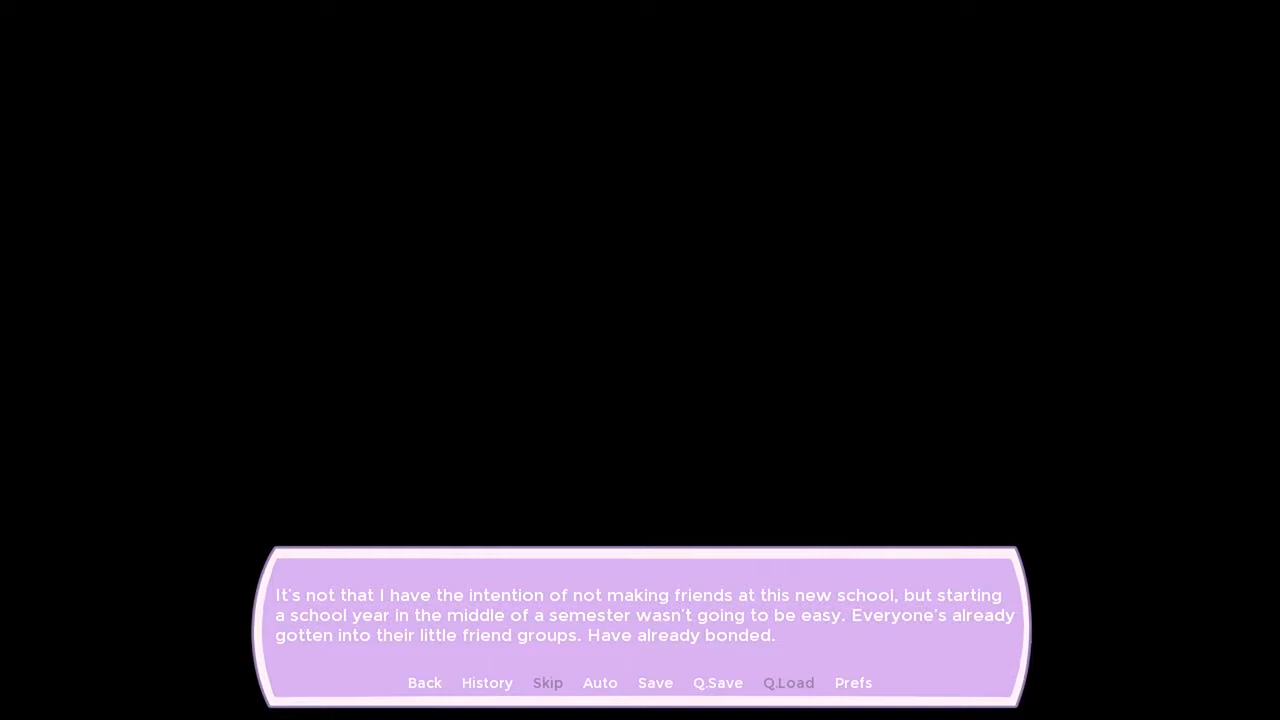 It's not that I have the intention of not making friends at this new school, but starting
a school year in the middle of a semester wasn't going to be easy. Everyone's already
gotten into their little friend groups. Have already bonded.
Back History Skip Auto Save Q.Save Q.Load Prefs